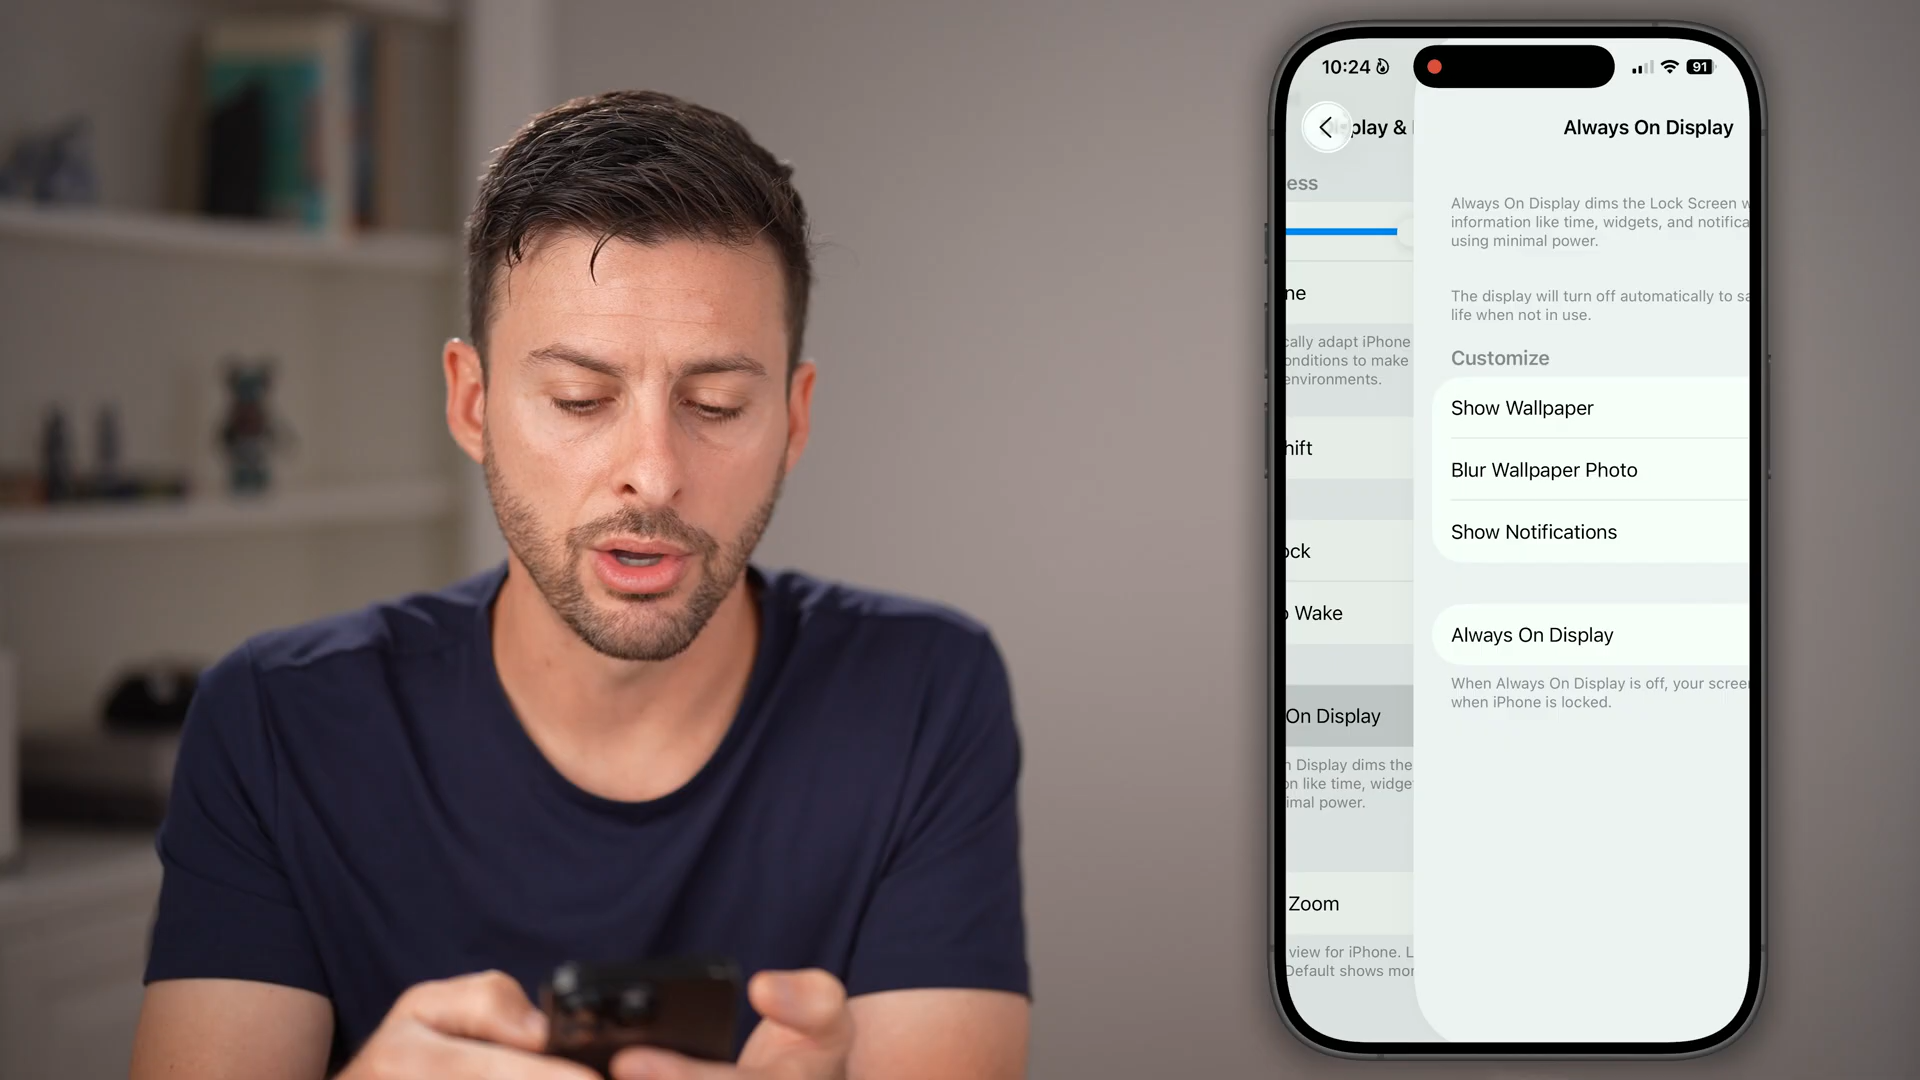 10:24
91
play &
Always On Display
ess
ne
cally adapt iPhone
onditions to make
environments.
hift
ock
Wake
On Display
Display dims the
on like time, widge
imal power.
Zoom
view for iPhone. L
Default shows mor
Always On Display dims the Lock Screen w
information like time, widgets, and notifica
using minimal power.
The display will turn off automatically to sa
life when not in use.
Customize
Show Wallpaper
Blur Wallpaper Photo
Show Notifications
Always On Display
When Always On Display is off, your scree
when iPhone is locked.